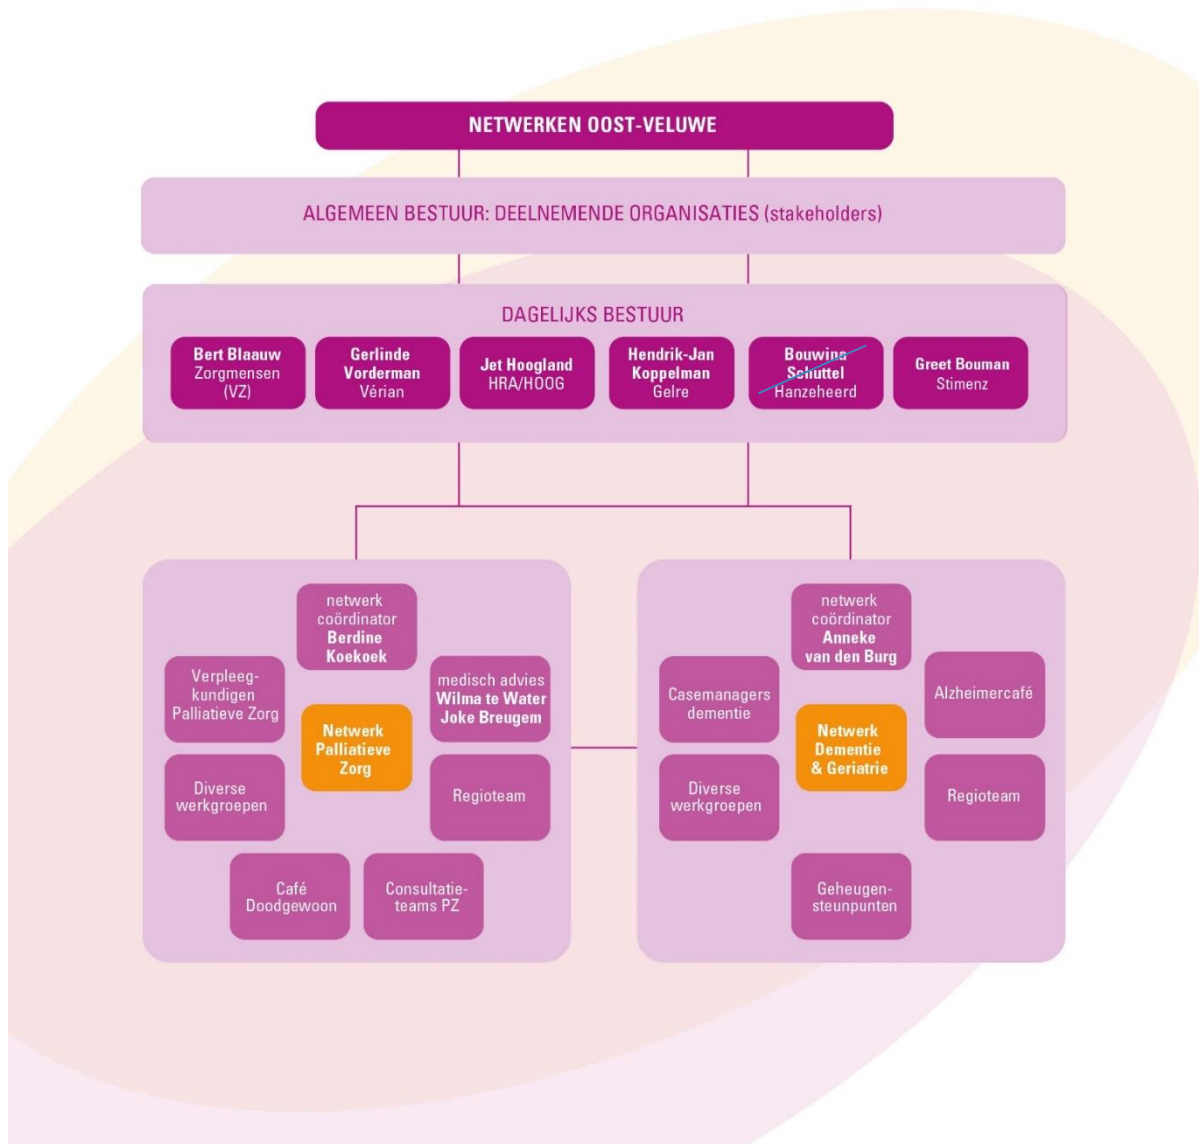 NETWERKEN OOST-VELUWE
ALGEMEEN BESTUUR: DEELNEMENDE ORGANISATIES (stakeholders)
DAGELIJKS BESTUUR
Bert Blaauw
Zorgmensen
(VZ)
Gerlinde
Vorderman
Vérian
Jet Hoogland
HRA/HOOG
Hendrik-Jan
Koppelman
Gelre
Bouwina
Schuttel
Hanzeheerd
Greet Bouman
Stimenz
netwerk
coördinator
Berdine
Koekoek
Verpleeg-
kundigen
Palliatieve Zorg
medisch advies
Wilma te Water
Joke Breugem
Netwerk
Palliatieve
Zorg
Diverse
werkgroepen
Regioteam
Café
Doodgewoon
Consultatie-
teams PZ
netwerk
coördinator
Anneke
van den Burg
Casemanagers
dementie
Alzheimercafé
Netwerk
Dementie
& Geriatrie
Diverse
werkgroepen
Regioteam
Geheugen-
steunpunten